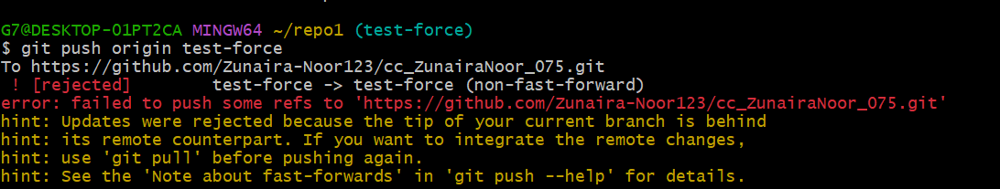 G7@DESKTOP-01PT2CA MINGW64 ~/repo1 (test-force)
$ git push origin test-force
To https://github.com/Zunaira-Noor123/cc_ZunairaNoor_075.git
 ! [rejected]        test-force -> test-force (non-fast-forward)
error: failed to push some refs to 'https://github.com/Zunaira-Noor123/cc_ZunairaNoor_075.git'
hint: Updates were rejected because the tip of your current branch is behind
hint: its remote counterpart. If you want to integrate the remote changes,
hint: use 'git pull' before pushing again.
hint: See the 'Note about fast-forwards' in 'git push --help' for details.